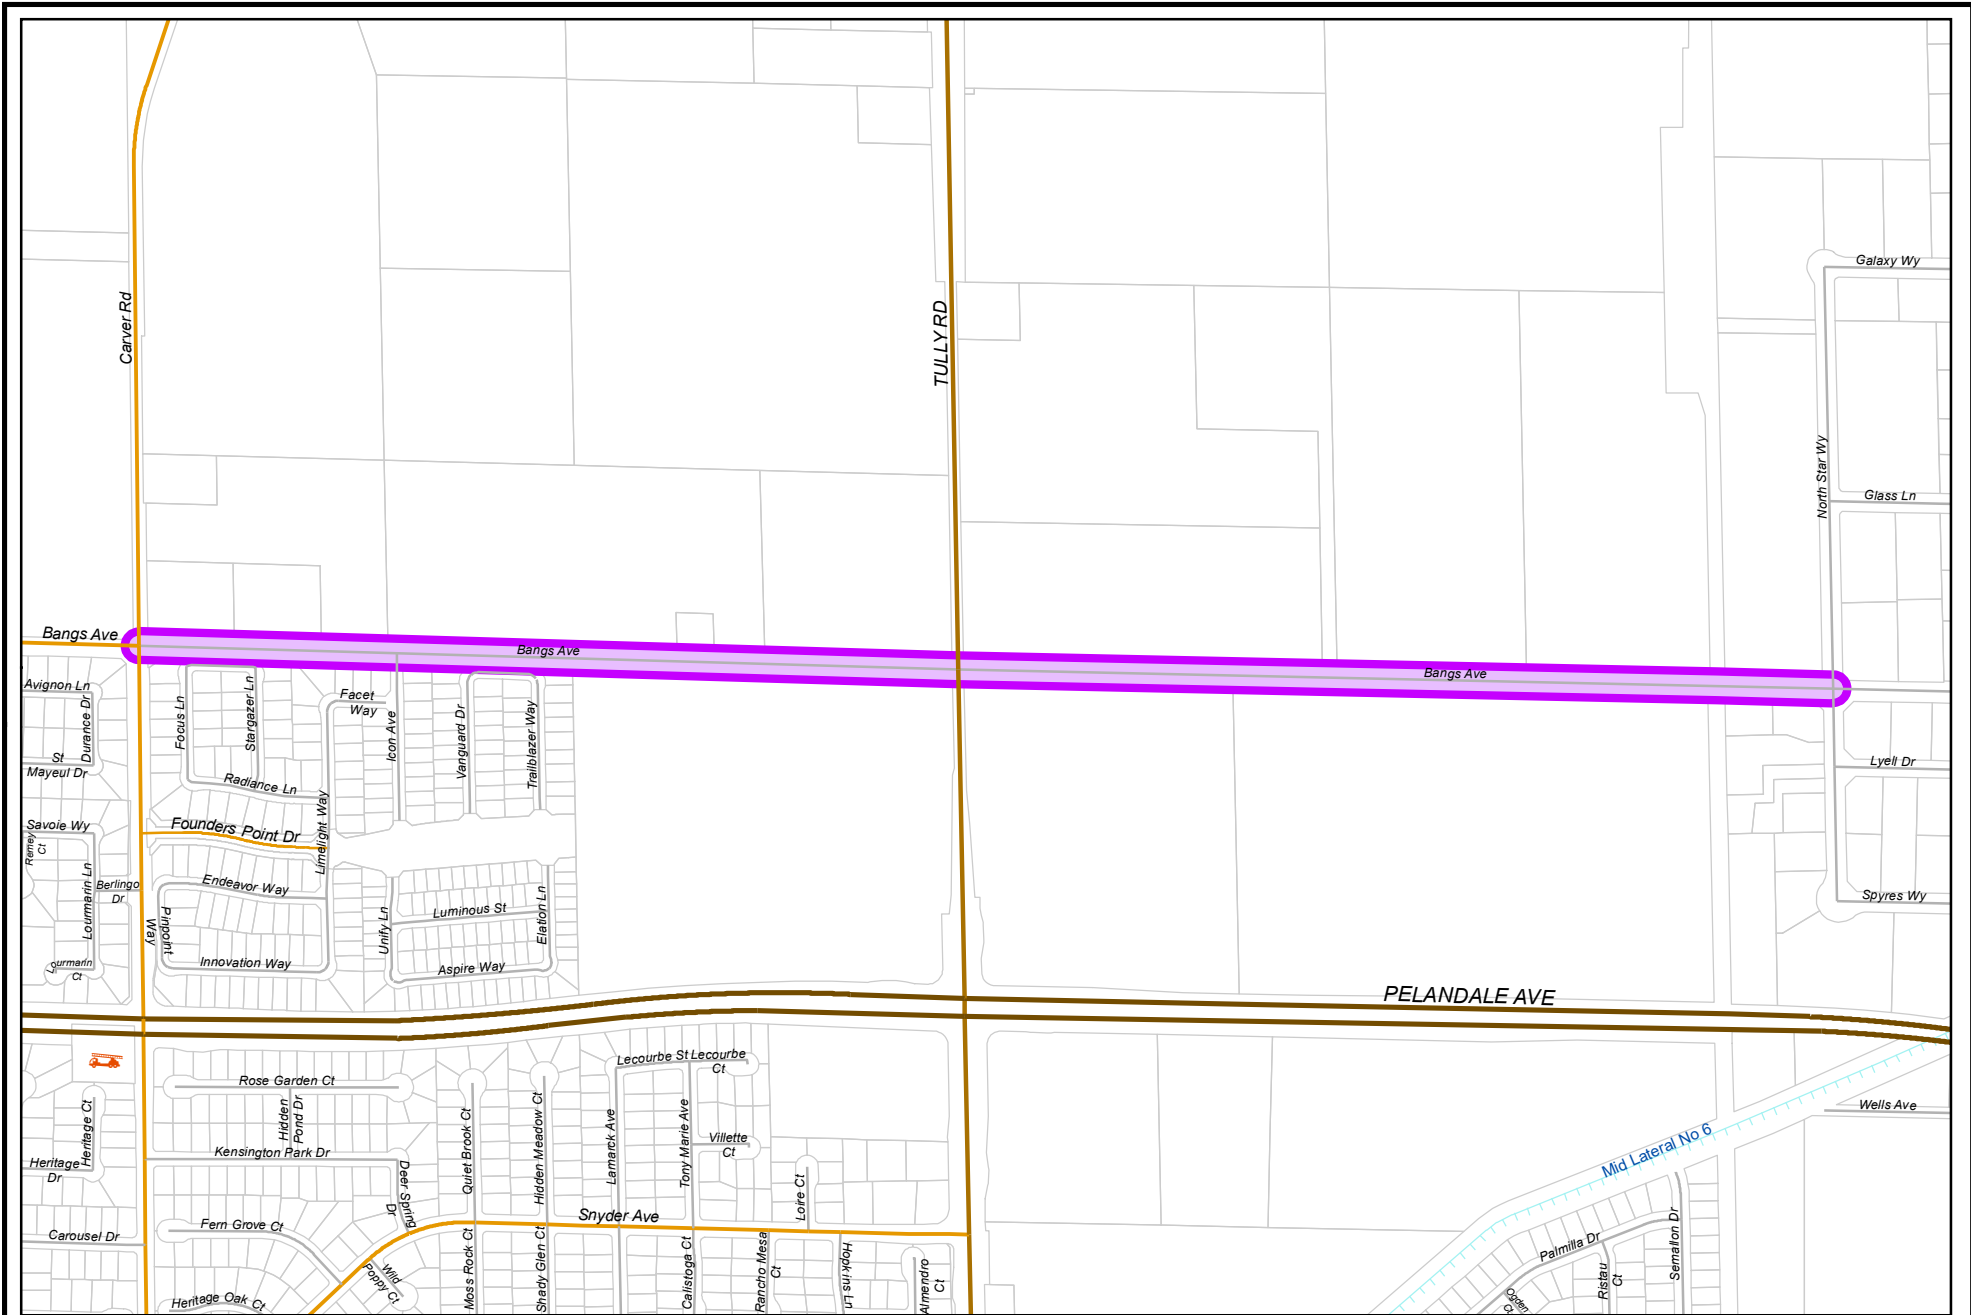 Galaxy Wy
Carver Rd
TULLY RD
North Star Wy
Glass Ln
Bangs Ave
Bangs Ave
Bangs Ave
Avignon Ln
Durance Dr
St
Mayeul Dr
Focus Ln
Stargazer Ln
Facet
Way
Icon Ave
Vanguard Dr
Trailblazer Way
Radiance Ln
Limelight Way
Lyell Dr
Savoie Wy
Remey
Ct
Founders Point Dr
Lourmarin Ln
Berlingo
Dr
Endeavor Way
Pinpoint
Way
Unify Ln
Luminous St
Elation Ln
Spyres Wy
Lourmarin
Ct
Innovation Way
Aspire Way
PELANDALE AVE
Lecourbe St
Lecourbe
Ct
Rose Garden Ct
Hidden
Pond Dr
Heritage Ct
Quiet Brook Ct
Hidden Meadow Ct
Lamarck Ave
Tony Marie Ave
Villette
Ct
Wells Ave
Mid Lateral No 6
Kensington Park Dr
Heritage
Dr
Deer Spring
Dr
Loire Ct
Snyder Ave
Fern Grove Ct
Carousel Dr
Wild
Poppy Ct
Heritage Oak Ct
Moss Rock Ct
Shady Glen Ct
Calistoga Ct
Rancho Mesa
Ct
Hopkins Ln
Almendro
Ct
Palmilla Dr
Semallon Dr
Ristau
Ct
Ogden
Ct